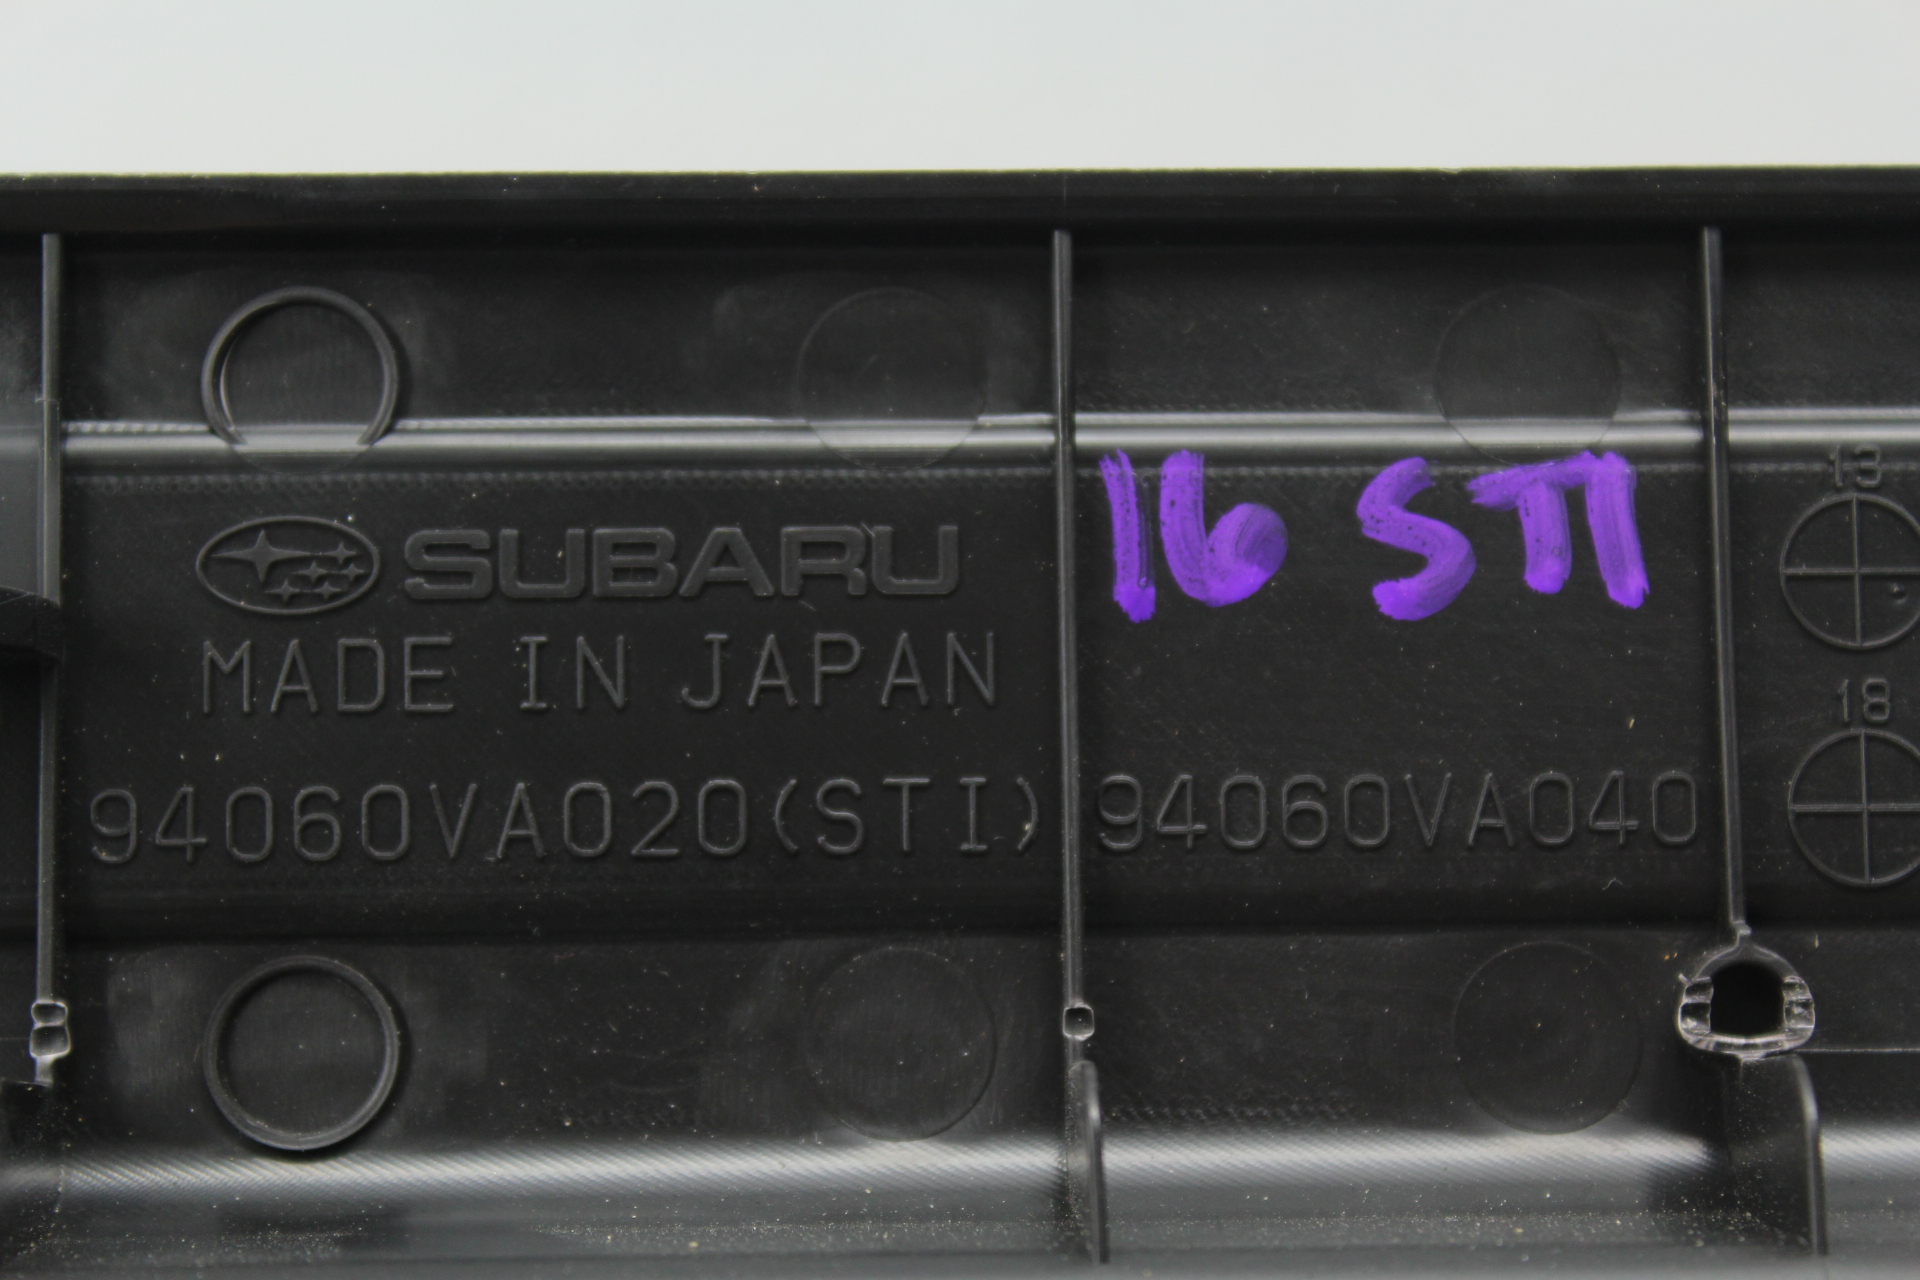 SUBARU
MADE IN JAPAN
94060VA020(STI) 94060VA040
16 STI
13
18